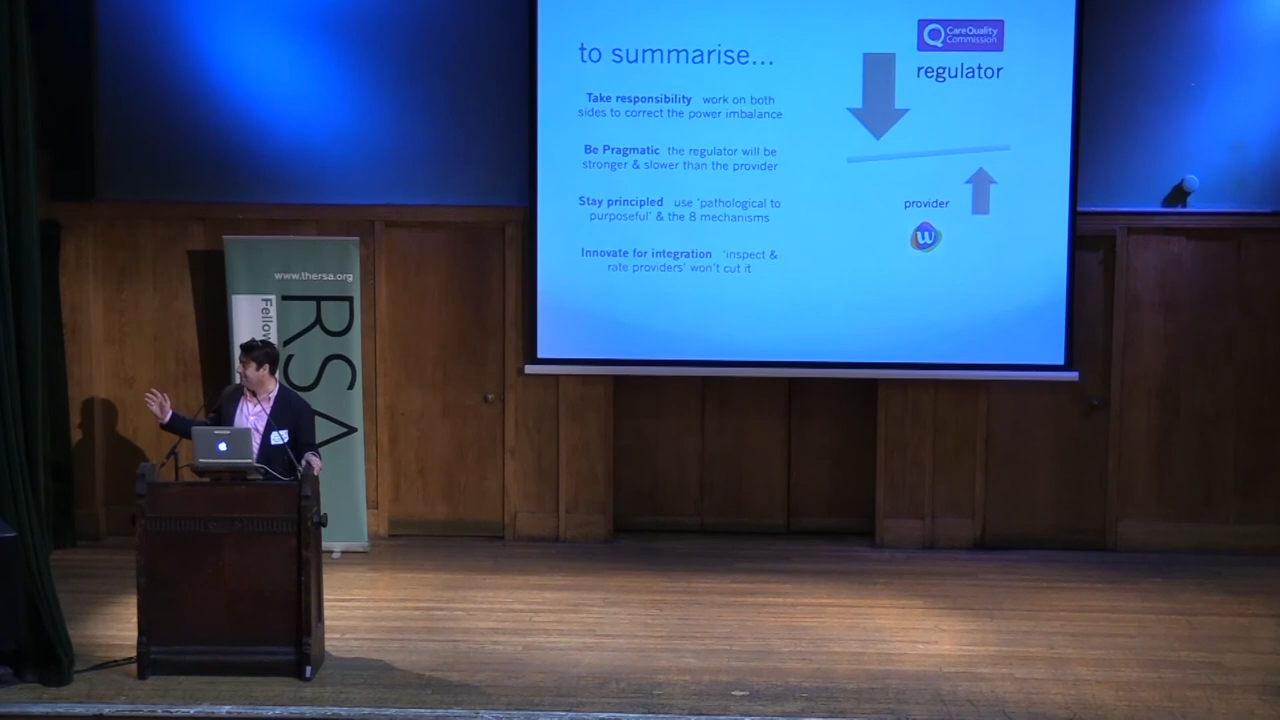 to summarise...
Take responsibility work on both
sides to correct the power imbalance
Be Pragmatic the regulator will be
stronger & slower than the provider
Stay principled use 'pathological to
purposeful' & the 8 mechanisms
Innovate for integration 'inspect &
rate providers' won't cut it
CareQuality
Commission
regulator
provider
w
www.thersa.org
Fellow
RSA